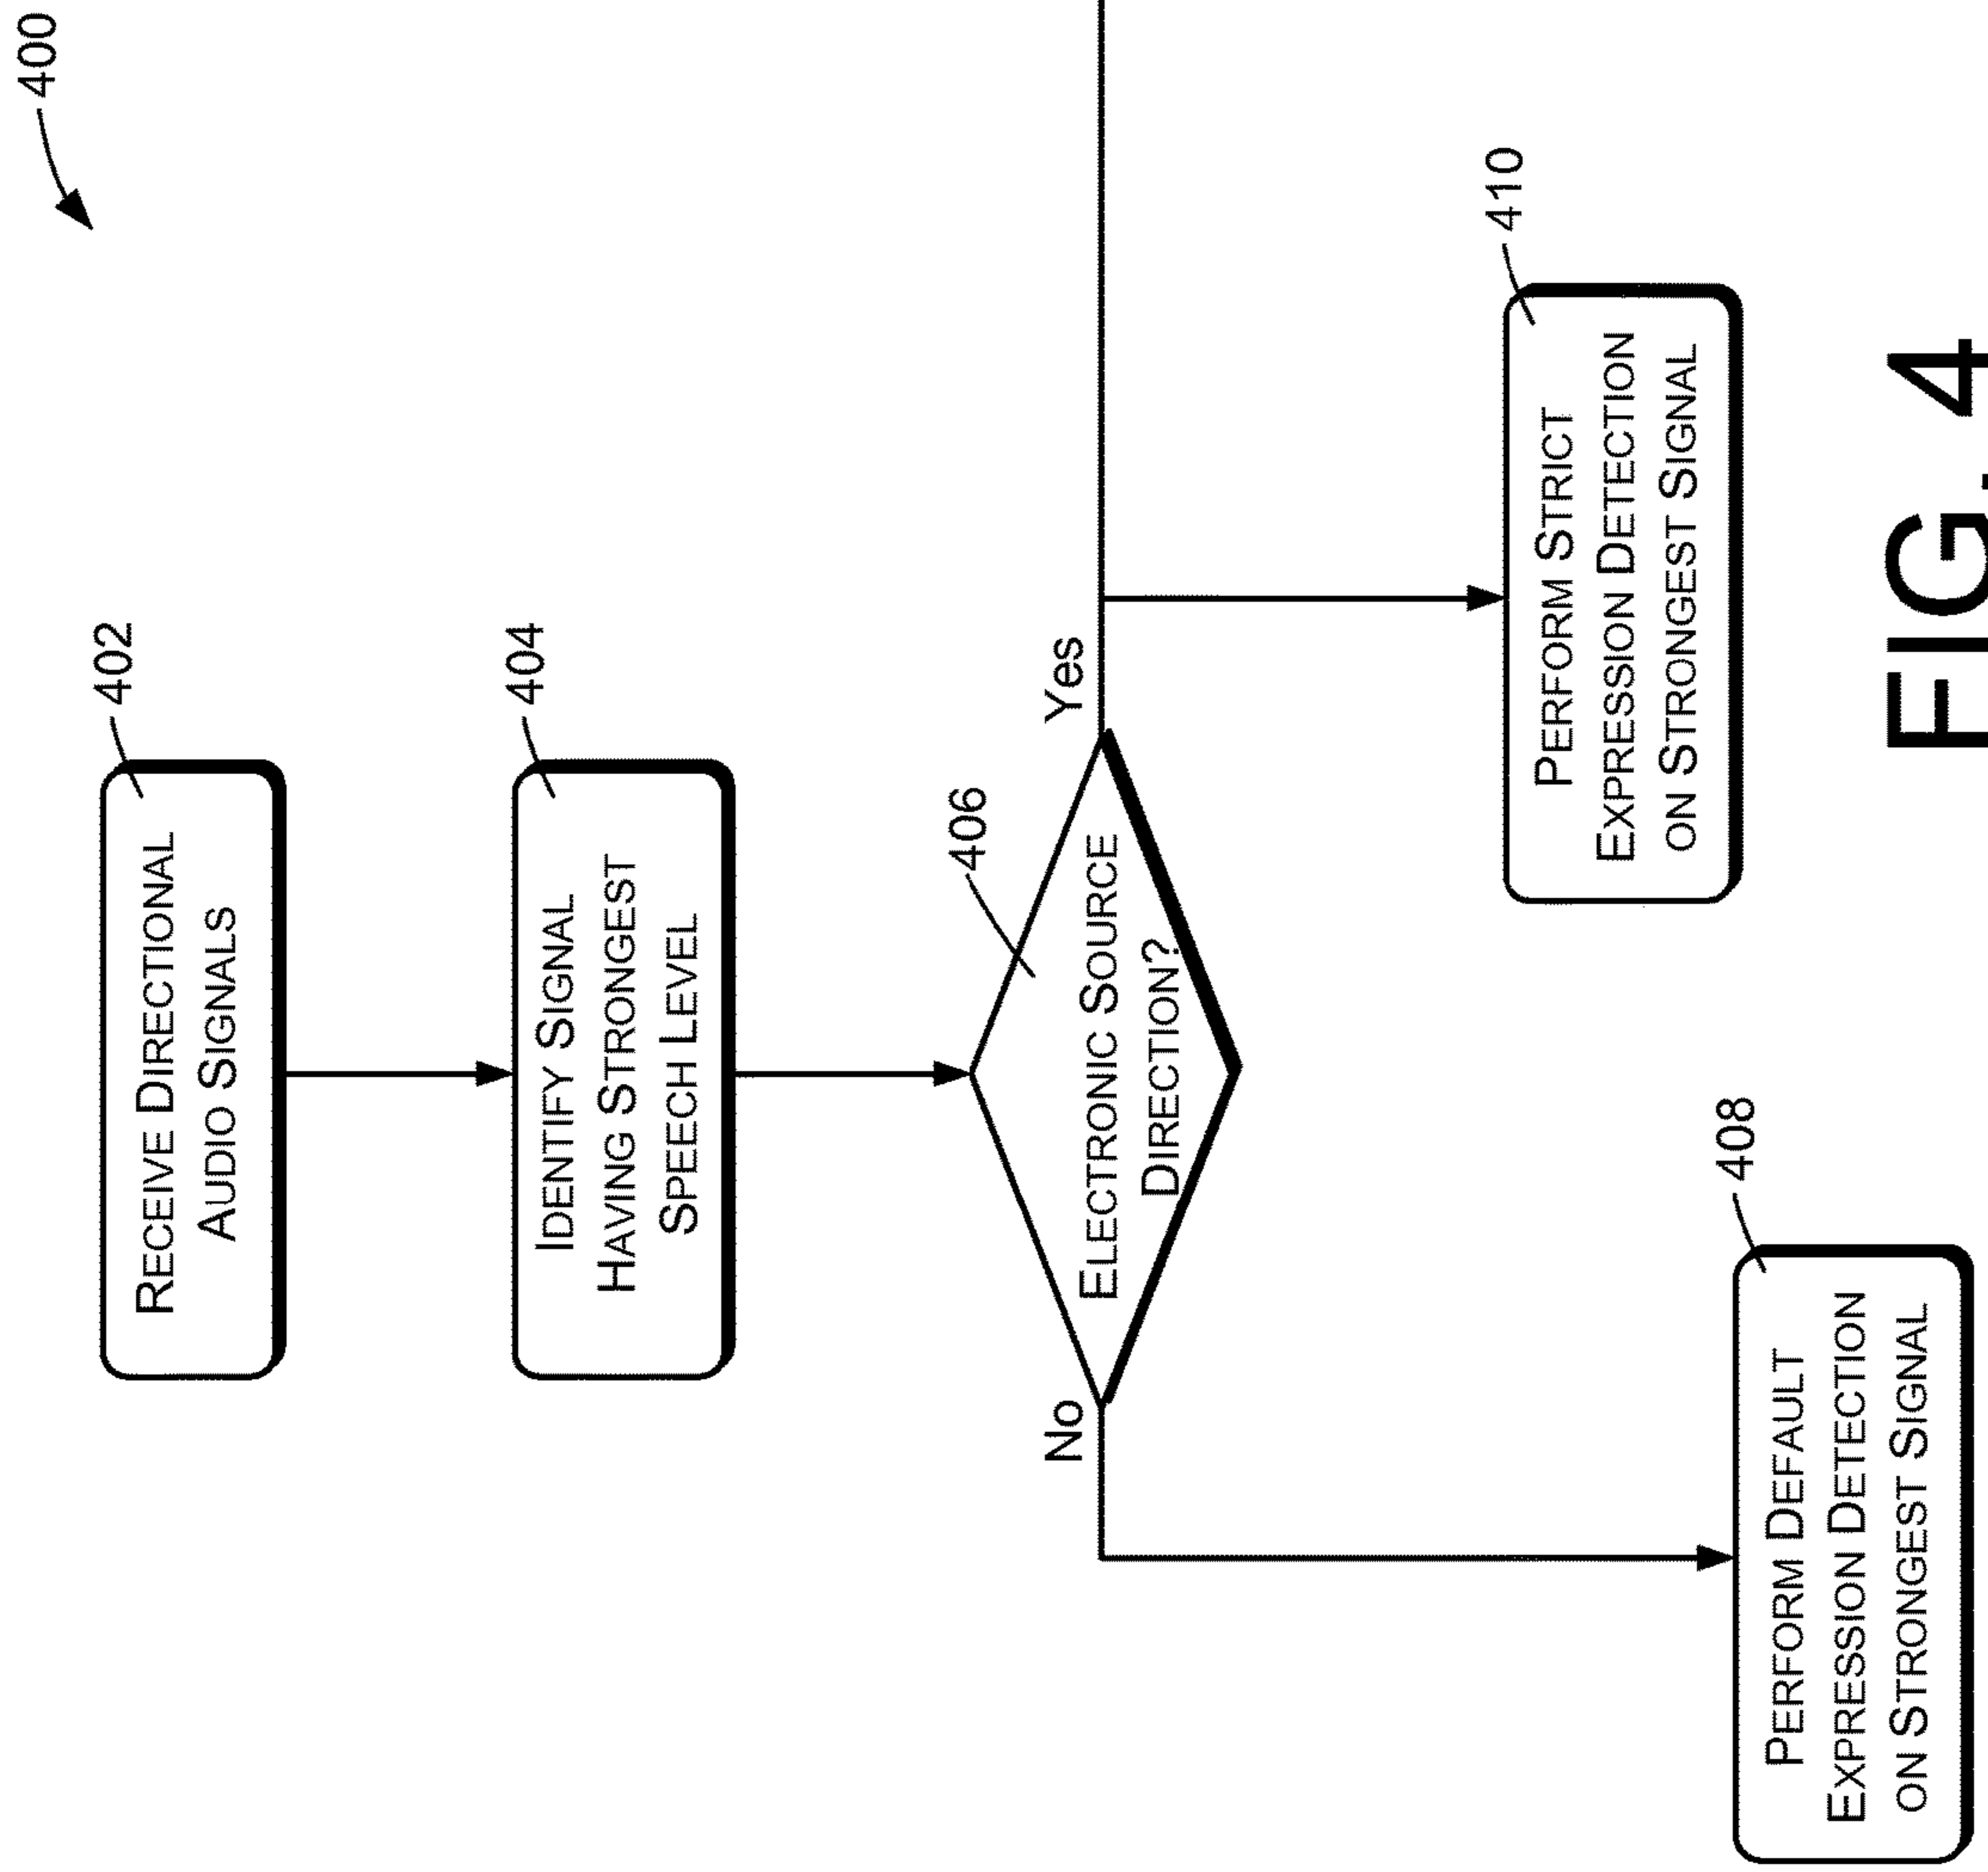 400
402
RECEIVE DIRECTIONAL
AUDIO SIGNALS
404
IDENTIFY SIGNAL
HAVING STRONGEST
SPEECH LEVEL
406
ELECTRONIC SOURCE
DIRECTION?
No
Yes
408
PERFORM DEFAULT
EXPRESSION DETECTION
ON STRONGEST SIGNAL
410
PERFORM STRICT
EXPRESSION DETECTION
ON STRONGEST SIGNAL
FIG. 4